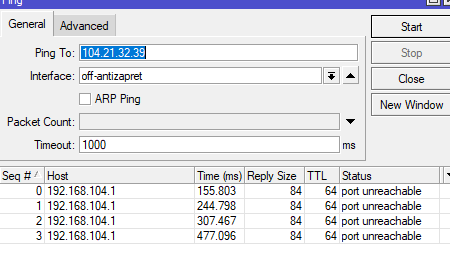 Ping
General Advanced Start
Ping To: 104.21.32.39 Stop
Interface: off-antizapret Close
ARP Ping New Window
Packet Count:
Timeout: 1000 ms
Seq # Host Time (ms) Reply Size TTL Status
0 192.168.104.1 155.803 84 64 port unreachable
1 192.168.104.1 244.798 84 64 port unreachable
2 192.168.104.1 307.467 84 64 port unreachable
3 192.168.104.1 477.096 84 64 port unreachable